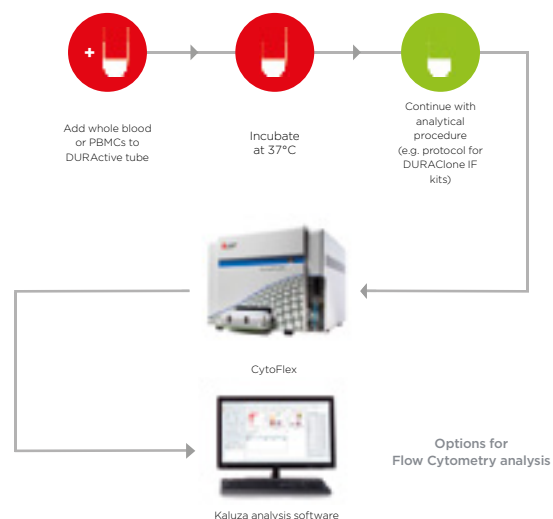 +
Add whole blood
or PBMCs to
DURActive tube
Incubate
at 37°C
Continue with
analytical
procedure
(e.g. protocol for
DURAClone IF
kits)
CytoFlex
Options for
Flow Cytometry analysis
Kaluza analysis software